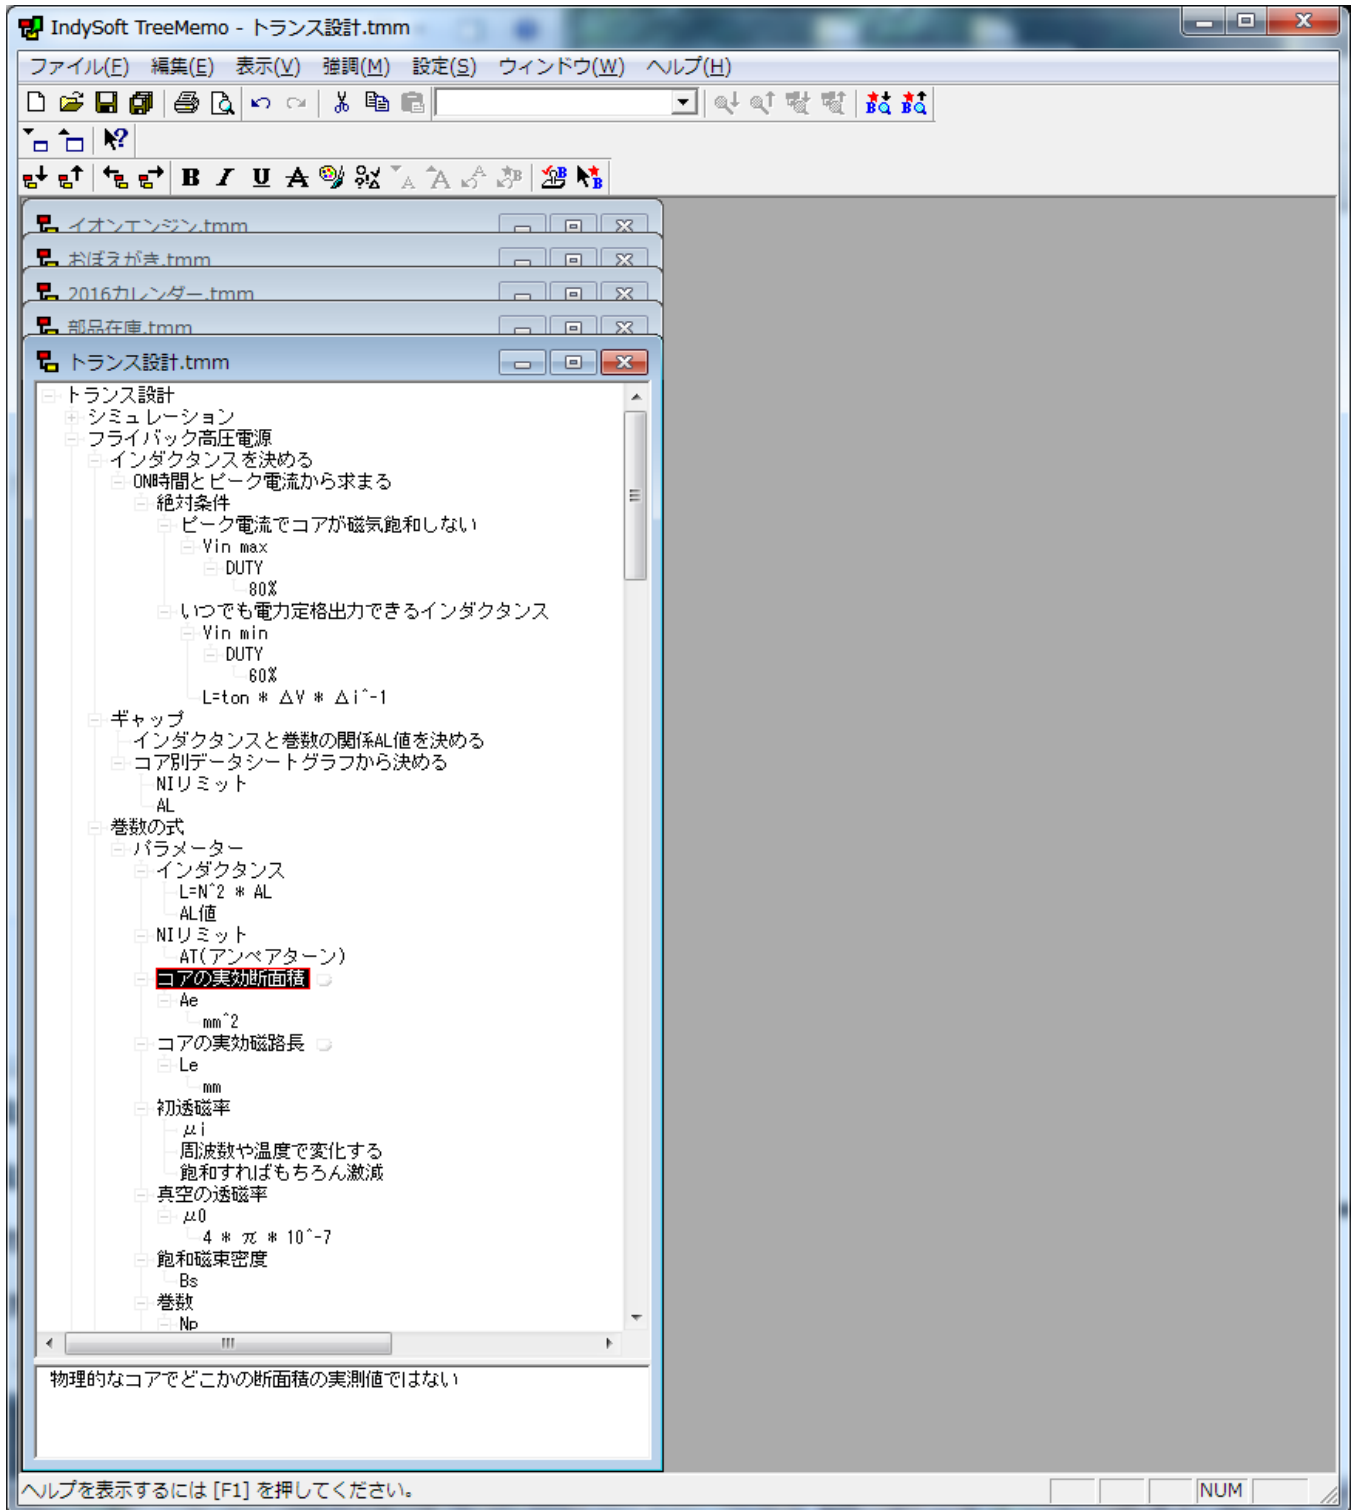 IndySoft TreeMemo - トランス設計.tmm
ファイル(F) 編集(E) 表示(V) 強調(M) 設定(S) ウィンドウ(W) ヘルプ(H)
B I U A
イオンエンジン.tmm
おぼえがき.tmm
2016カレンダー.tmm
部品在庫.tmm
トランス設計.tmm
トランス設計
シミュレーション
フライバック高圧電源
インダクタンスを決める
ON時間とピーク電流から求まる
絶対条件
ピーク電流でコアが磁気飽和しない
Vin max
DUTY
80%
いつでも電力定格出力できるインダクタンス
Vin min
DUTY
60%
L=ton * ΔV * Δi^-1
ギャップ
インダクタンスと巻数の関係AL値を決める
コア別データシートグラフから決める
NIリミット
AL
巻数の式
パラメーター
インダクタンス
L=N^2 * AL
AL値
NIリミット
AT(アンペアターン)
コアの実効断面積
Ae
mm^2
コアの実効磁路長
Le
mm
初透磁率
μi
周波数や温度で変化する
飽和すればもちろん激減
真空の透磁率
μ0
4 * π * 10^-7
飽和磁束密度
Bs
巻数
Np
物理的なコアでどこかの断面積の実測値ではない
ヘルプを表示するには [F1] を押してください。
NUM